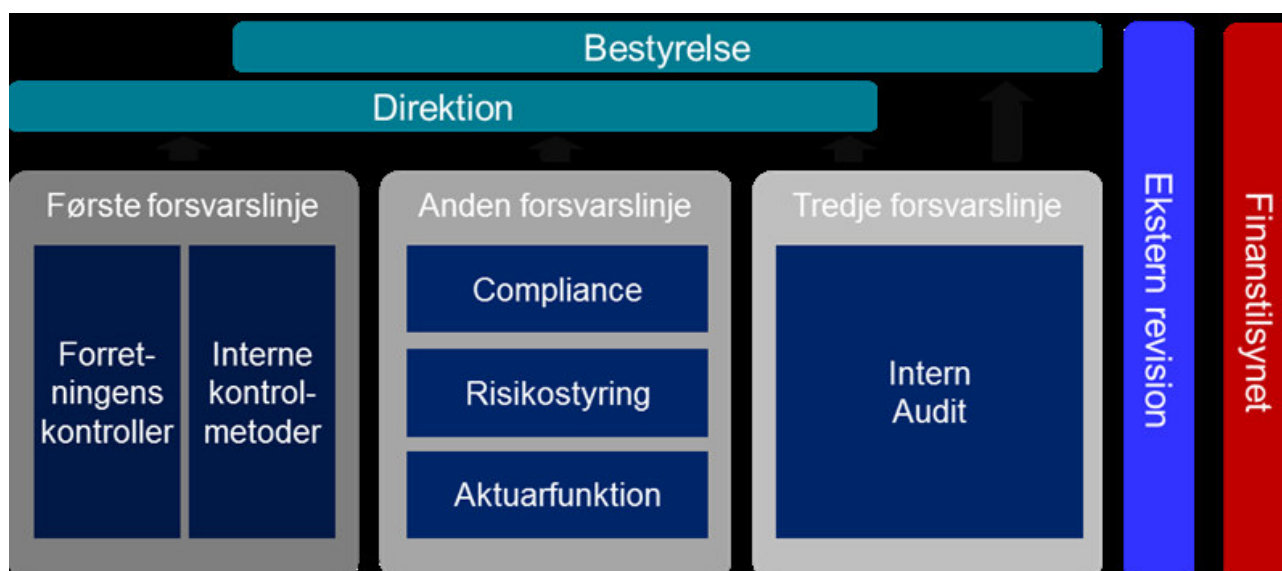 Bestyrelse
Direktion
Første forsvarslinje
Forret-
ningens
kontroller
Interne
kontrol-
metoder
Anden forsvarslinje
Compliance
Risikostyring
Aktuarfunktion
Tredje forsvarslinje
Intern
Audit
Ekstern revision
Finanstilsynet